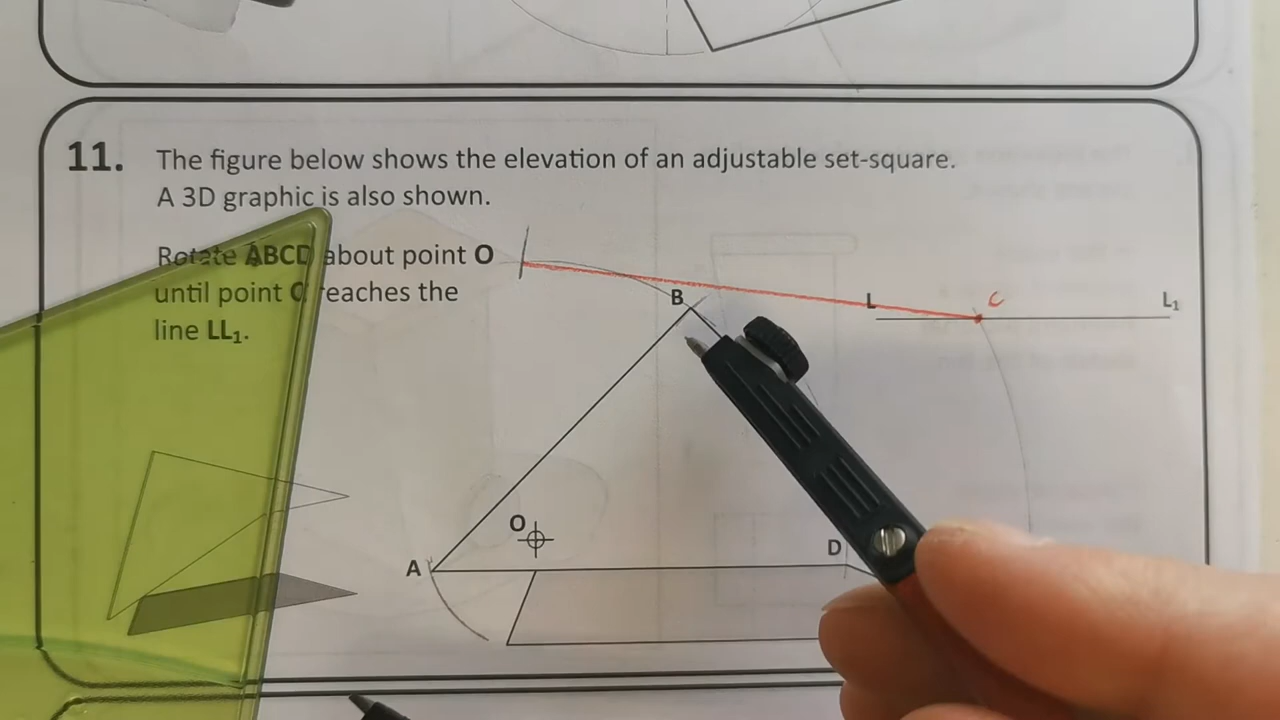 11. The figure below shows the elevation of an adjustable set-square.
A 3D graphic is also shown.
Rotate ABCD about point O
until point C reaches the
line LL₁.
B
L
C
L₁
O
D
A